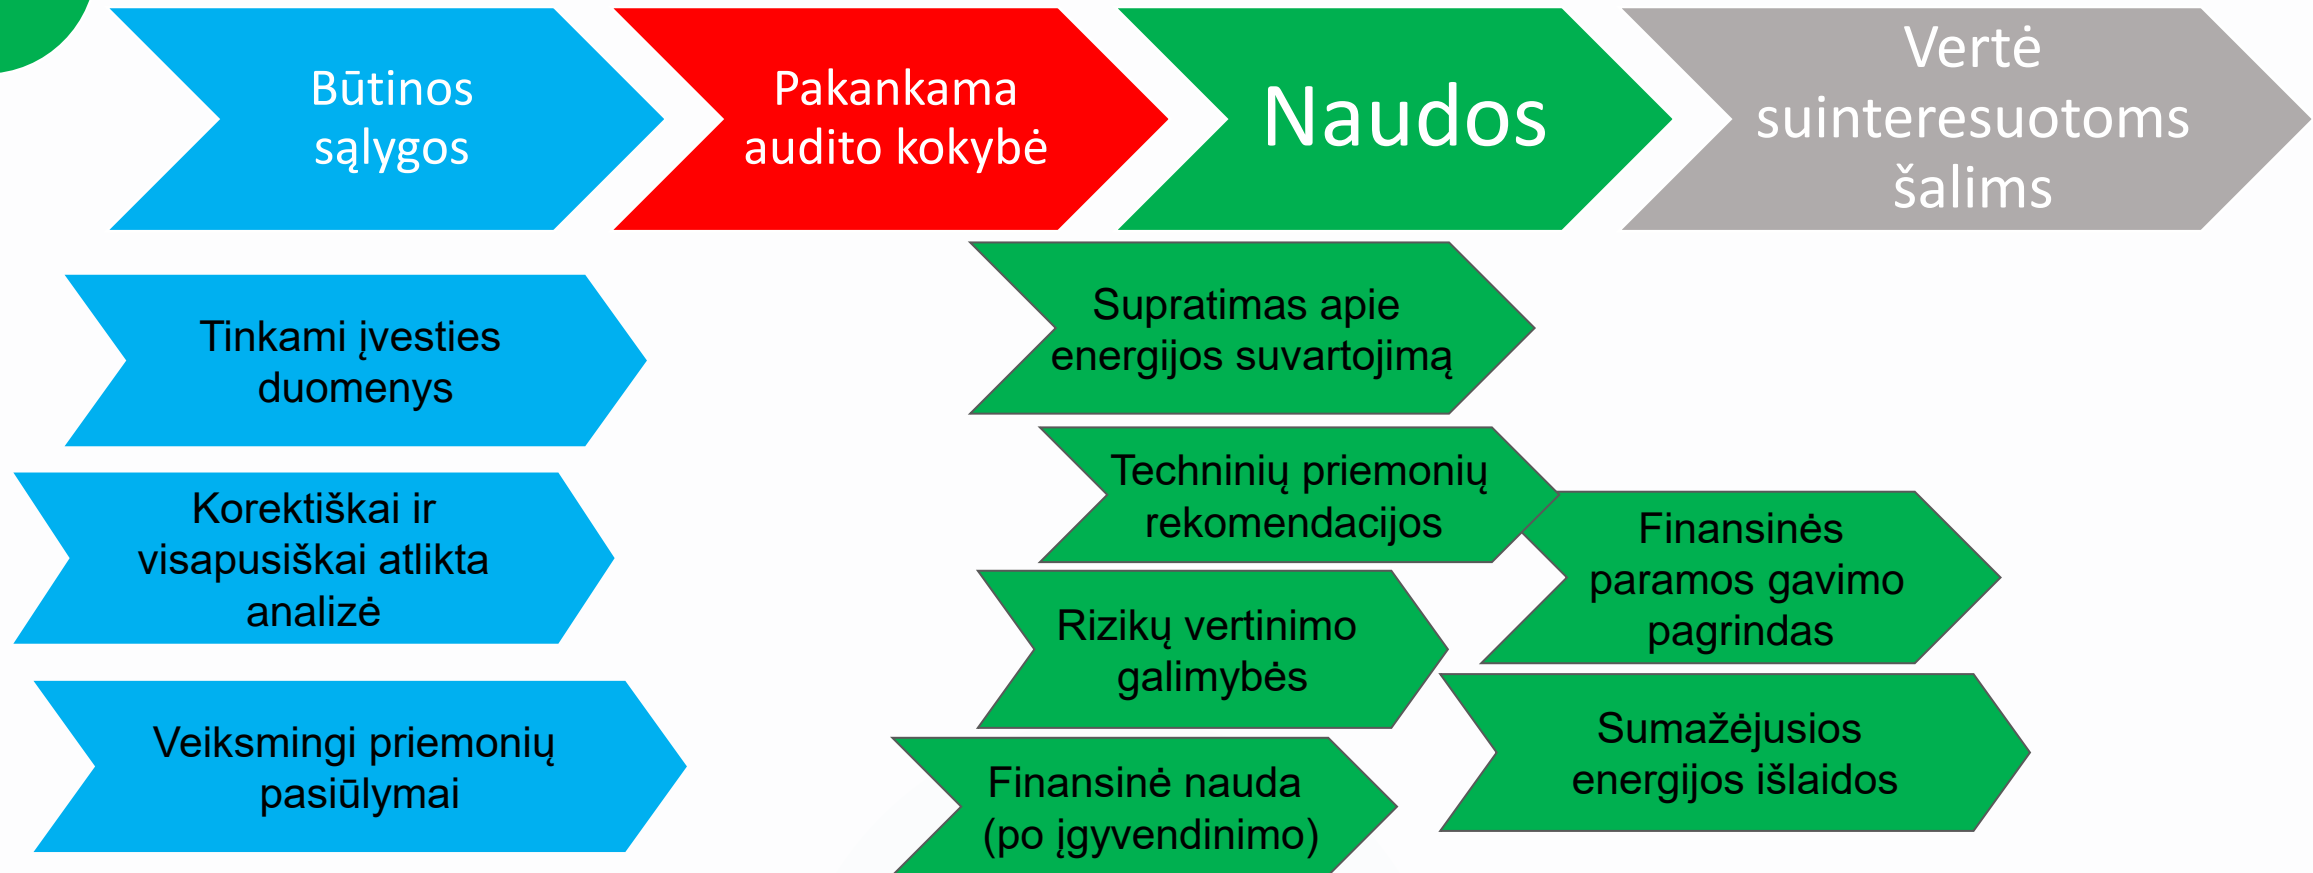 Būtinos
sąlygos
Pakankama
audito kokybė
Naudos
Vertė
suinteresuotoms
šalims
Tinkami įvesties
duomenys
Korektiškai ir
visapusiškai atlikta
analizė
Veiksmingi priemonių
pasiūlymai
Supratimas apie
energijos suvartojimą
Techninių priemonių
rekomendacijos
Rizikų vertinimo
galimybės
Finansinė nauda
(po įgyvendinimo)
Finansinės
paramos gavimo
pagrindas
Sumažėjusios
energijos išlaidos